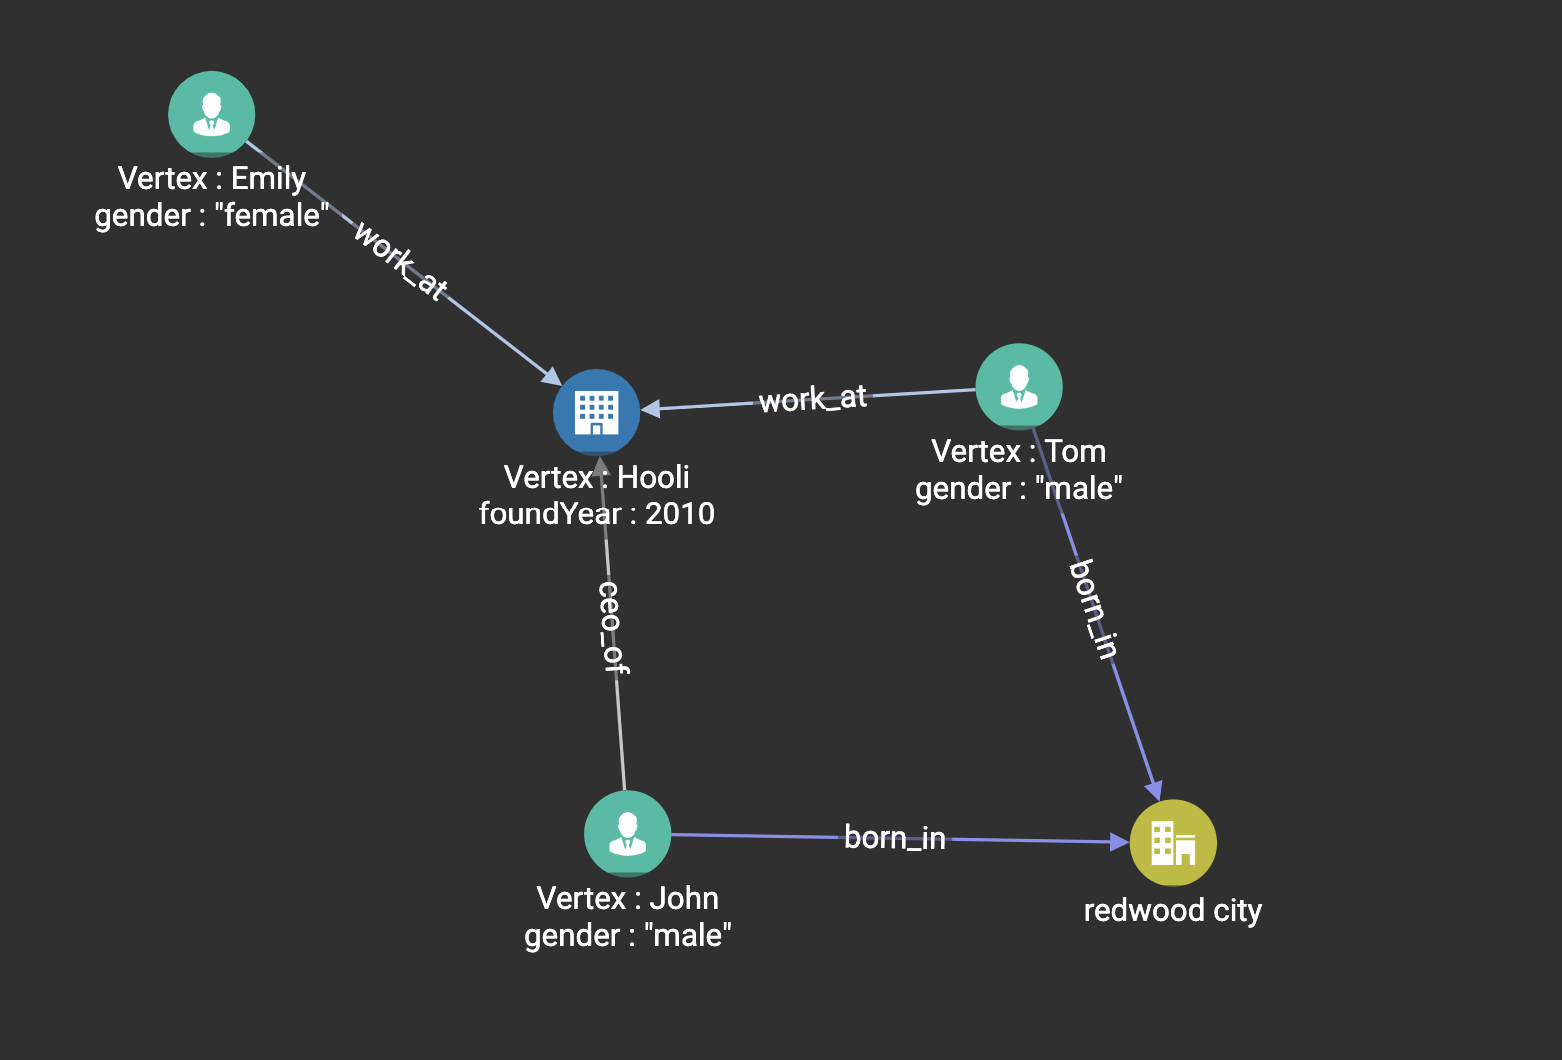 Vertex : Emily
gender : "female"
work_at
work_at
Vertex : Tom
gender : "male"
Vertex : Hooli
foundYear : 2010
born_in
ceo_of
born_in
Vertex : John
gender : "male"
redwood city